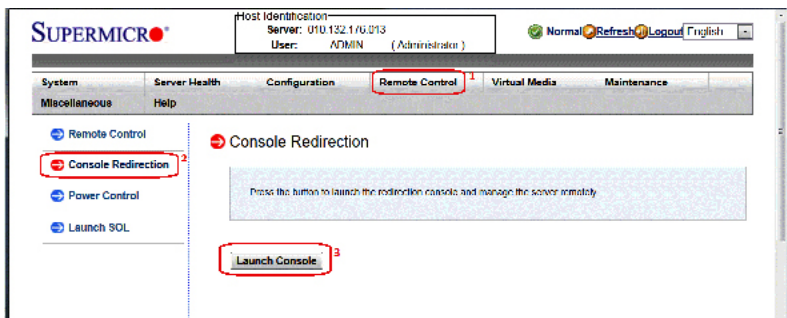 Host Identification
SUPERMICRO
Server: 010.132.176.013
User: ADMIN (Administrator)
Normal Refresh Logout English
System Server Health Configuration Remote Control 1 Virtual Media Maintenance
Miscellaneous Help
Remote Control
Console Redirection 2
Power Control
Launch SOL
Console Redirection
Press the button to launch the redirection console and manage the server remotely
Launch Console 3